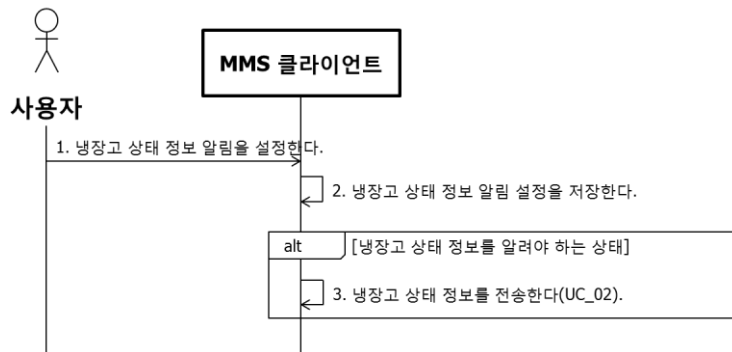 MMS 클라이언트
사용자
1. 냉장고 상태 정보 알림을 설정한다.
2. 냉장고 상태 정보 알림 설정을 저장한다.
alt [냉장고 상태 정보를 알려야 하는 상태]
3. 냉장고 상태 정보를 전송한다(UC_02).